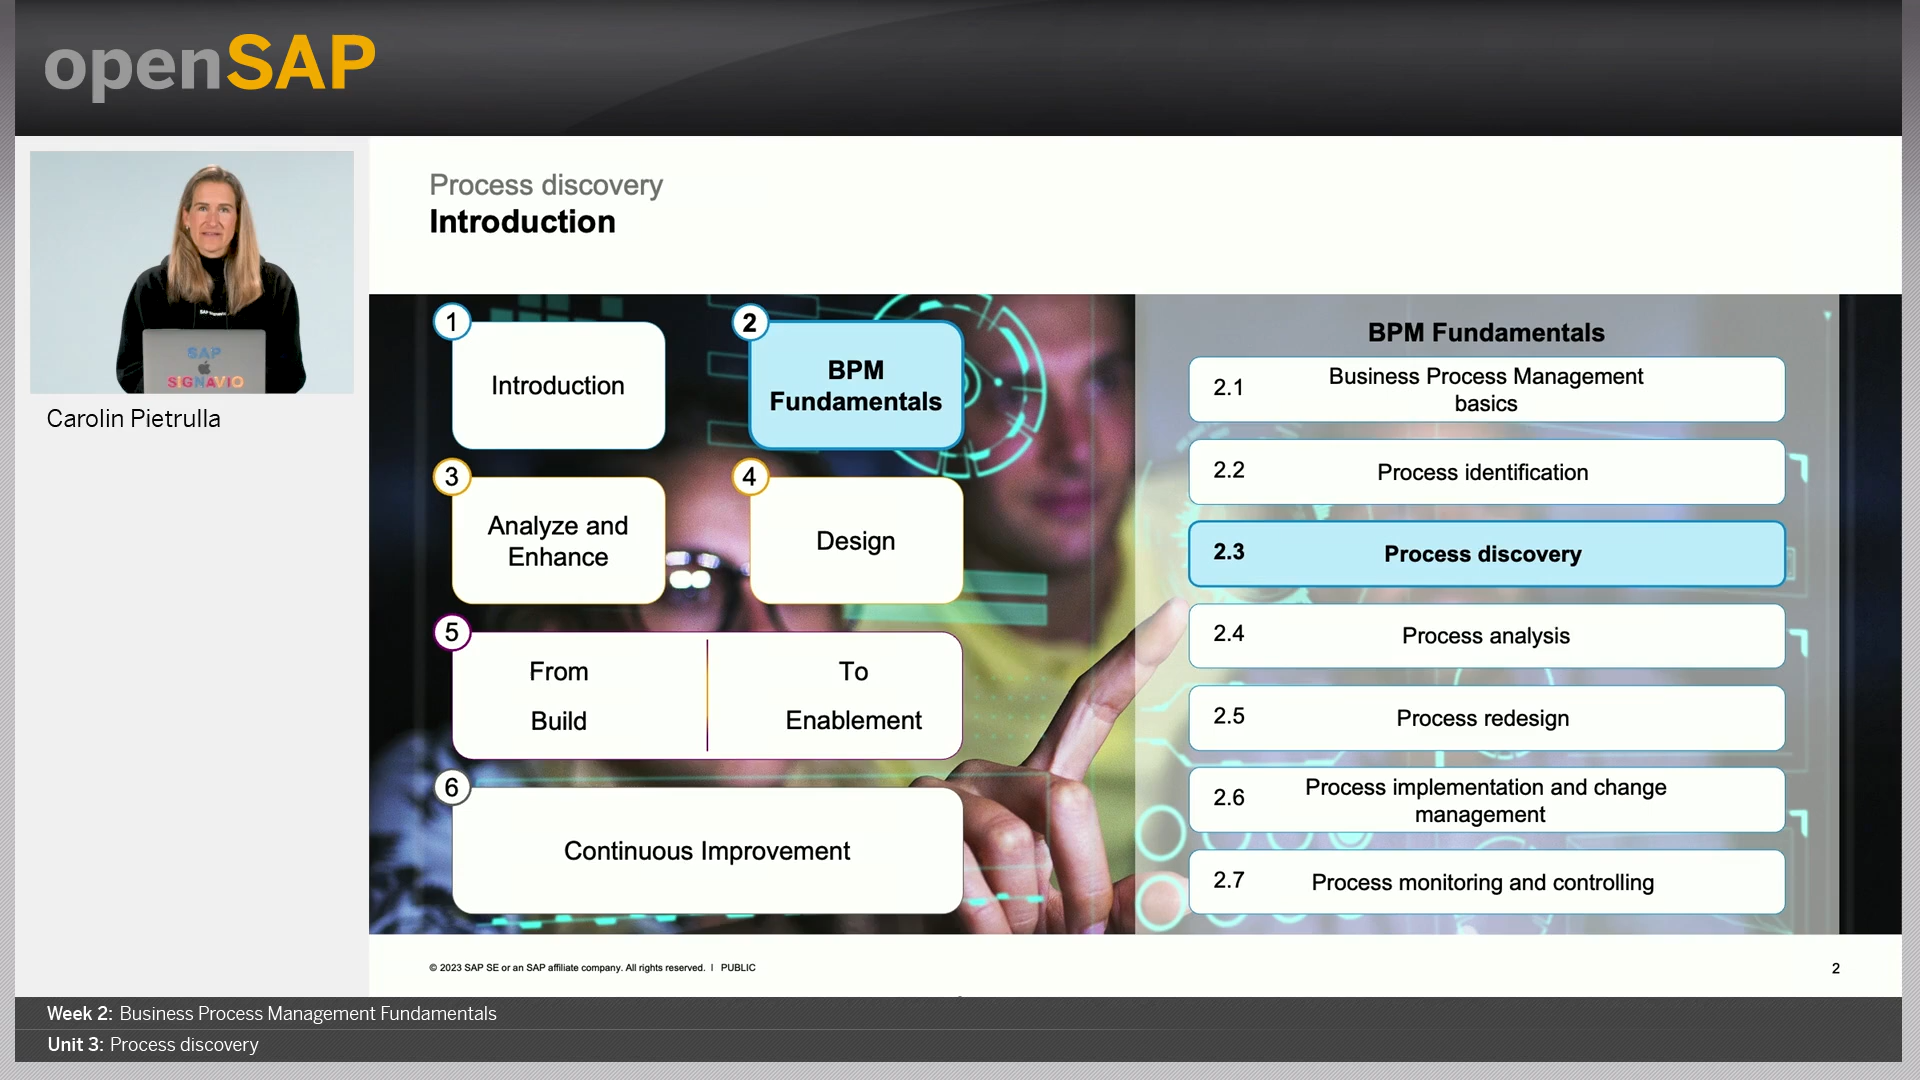 openSAP
SAP
SIGNAVIO
Carolin Pietrulla
Process discovery
Introduction
1
Introduction
2
BPM
Fundamentals
3
Analyze and
Enhance
4
Design
5
From
Build
To
Enablement
6
Continuous Improvement
BPM Fundamentals
2.1
Business Process Management
basics
2.2
Process identification
2.3
Process discovery
2.4
Process analysis
2.5
Process redesign
2.6
Process implementation and change
management
2.7
Process monitoring and controlling
© 2023 SAP SE or an SAP affiliate company. All rights reserved. I PUBLIC
2
Week 2: Business Process Management Fundamentals
Unit 3: Process discovery